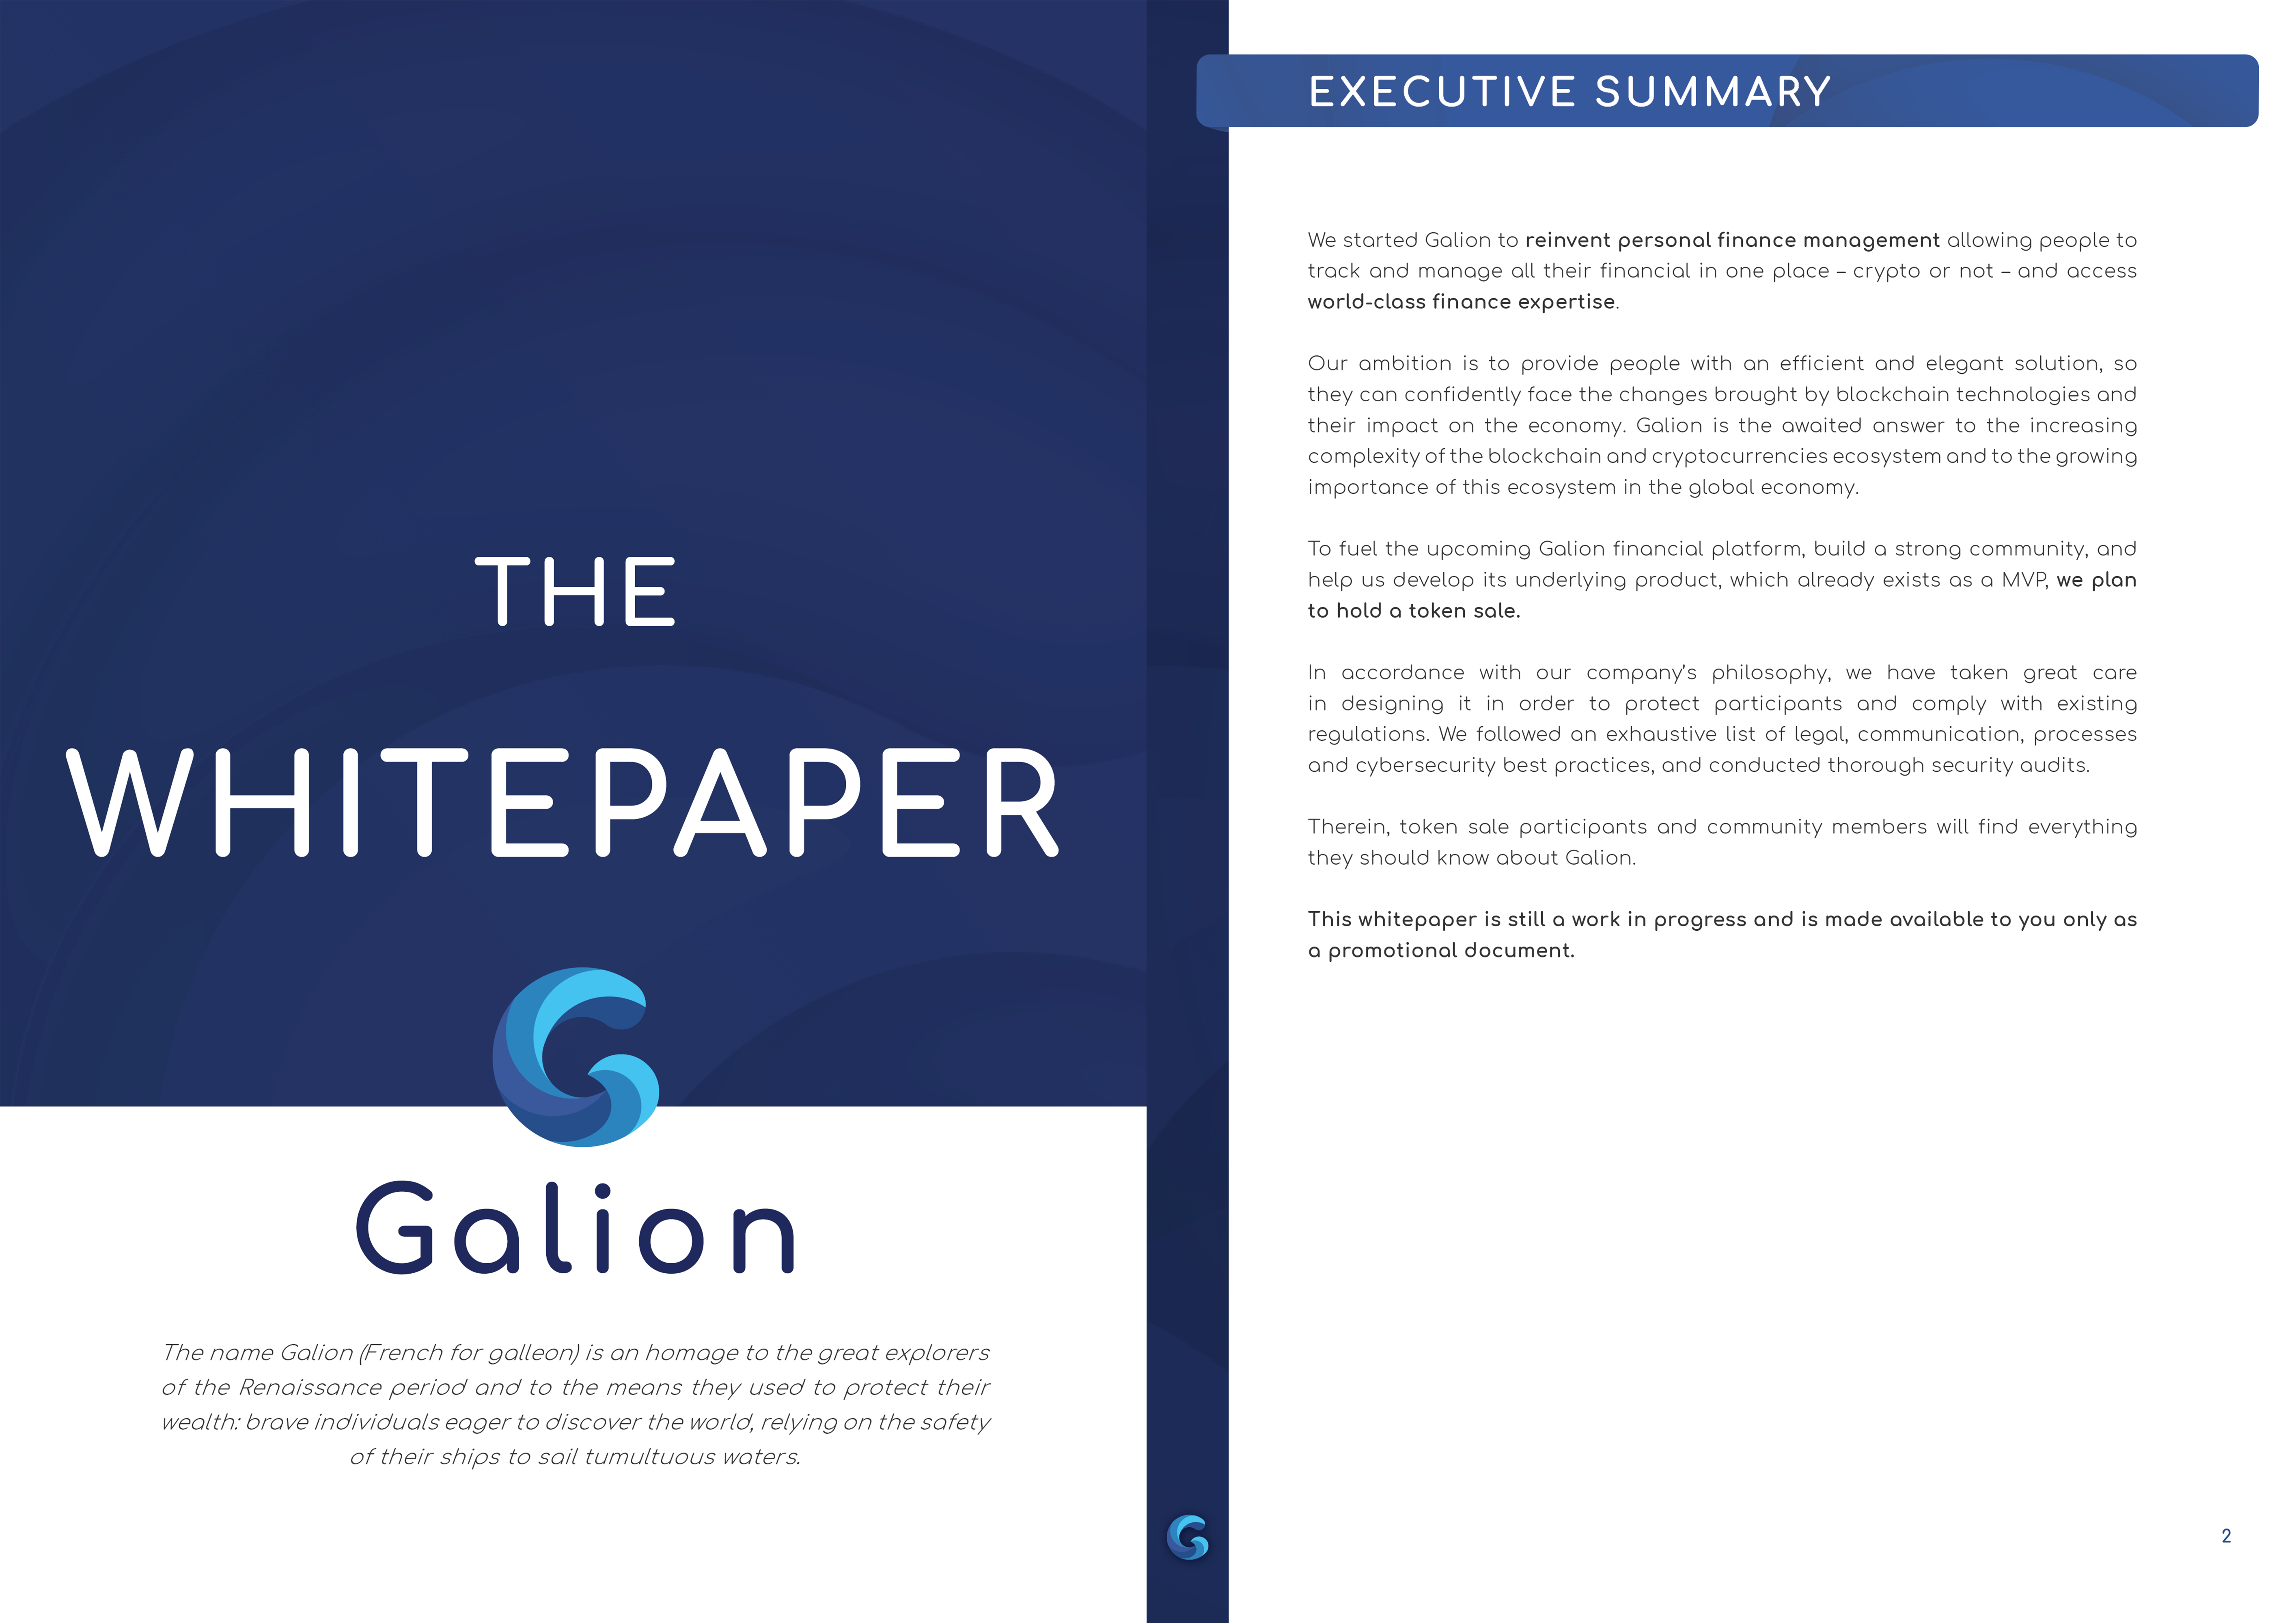 THE
WHITEPAPER
Galion
The name Galion (French for galleon) is an homage to the great explorers
of the Renaissance period and to the means they used to protect their
wealth: brave individuals eager to discover the world, relying on the safety
of their ships to sail tumultuous waters.
EXECUTIVE SUMMARY
We started Galion to reinvent personal finance management allowing people to
track and manage all their financial in one place – crypto or not – and access
world-class finance expertise.
Our ambition is to provide people with an efficient and elegant solution, so
they can confidently face the changes brought by blockchain technologies and
their impact on the economy. Galion is the awaited answer to the increasing
complexity of the blockchain and cryptocurrencies ecosystem and to the growing
importance of this ecosystem in the global economy.
To fuel the upcoming Galion financial platform, build a strong community, and
help us develop its underlying product, which already exists as a MVP, we plan
to hold a token sale.
In accordance with our company's philosophy, we have taken great care
in designing it in order to protect participants and comply with existing
regulations. We followed an exhaustive list of legal, communication, processes
and cybersecurity best practices, and conducted thorough security audits.
Therein, token sale participants and community members will find everything
they should know about Galion.
This whitepaper is still a work in progress and is made available to you only as
a promotional document.
2